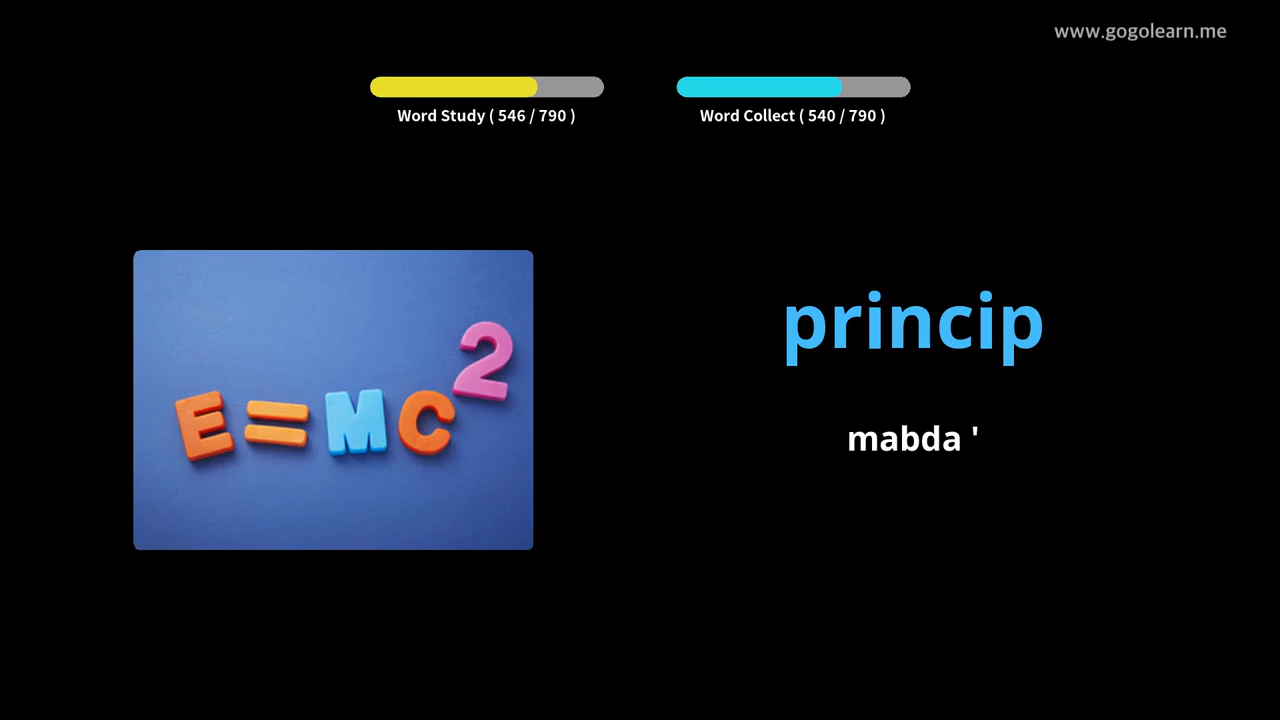 www.gogolearn.me
Word Study ( 546 / 790 )
Word Collect ( 540 / 790 )
E=MC2
princip
mabda '